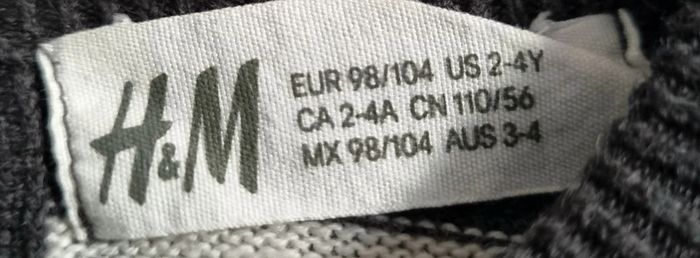 H&M
EUR 98/104 US 2-4Y
CA 2-4A CN 110/56
MX 98/104 AUS 3-4